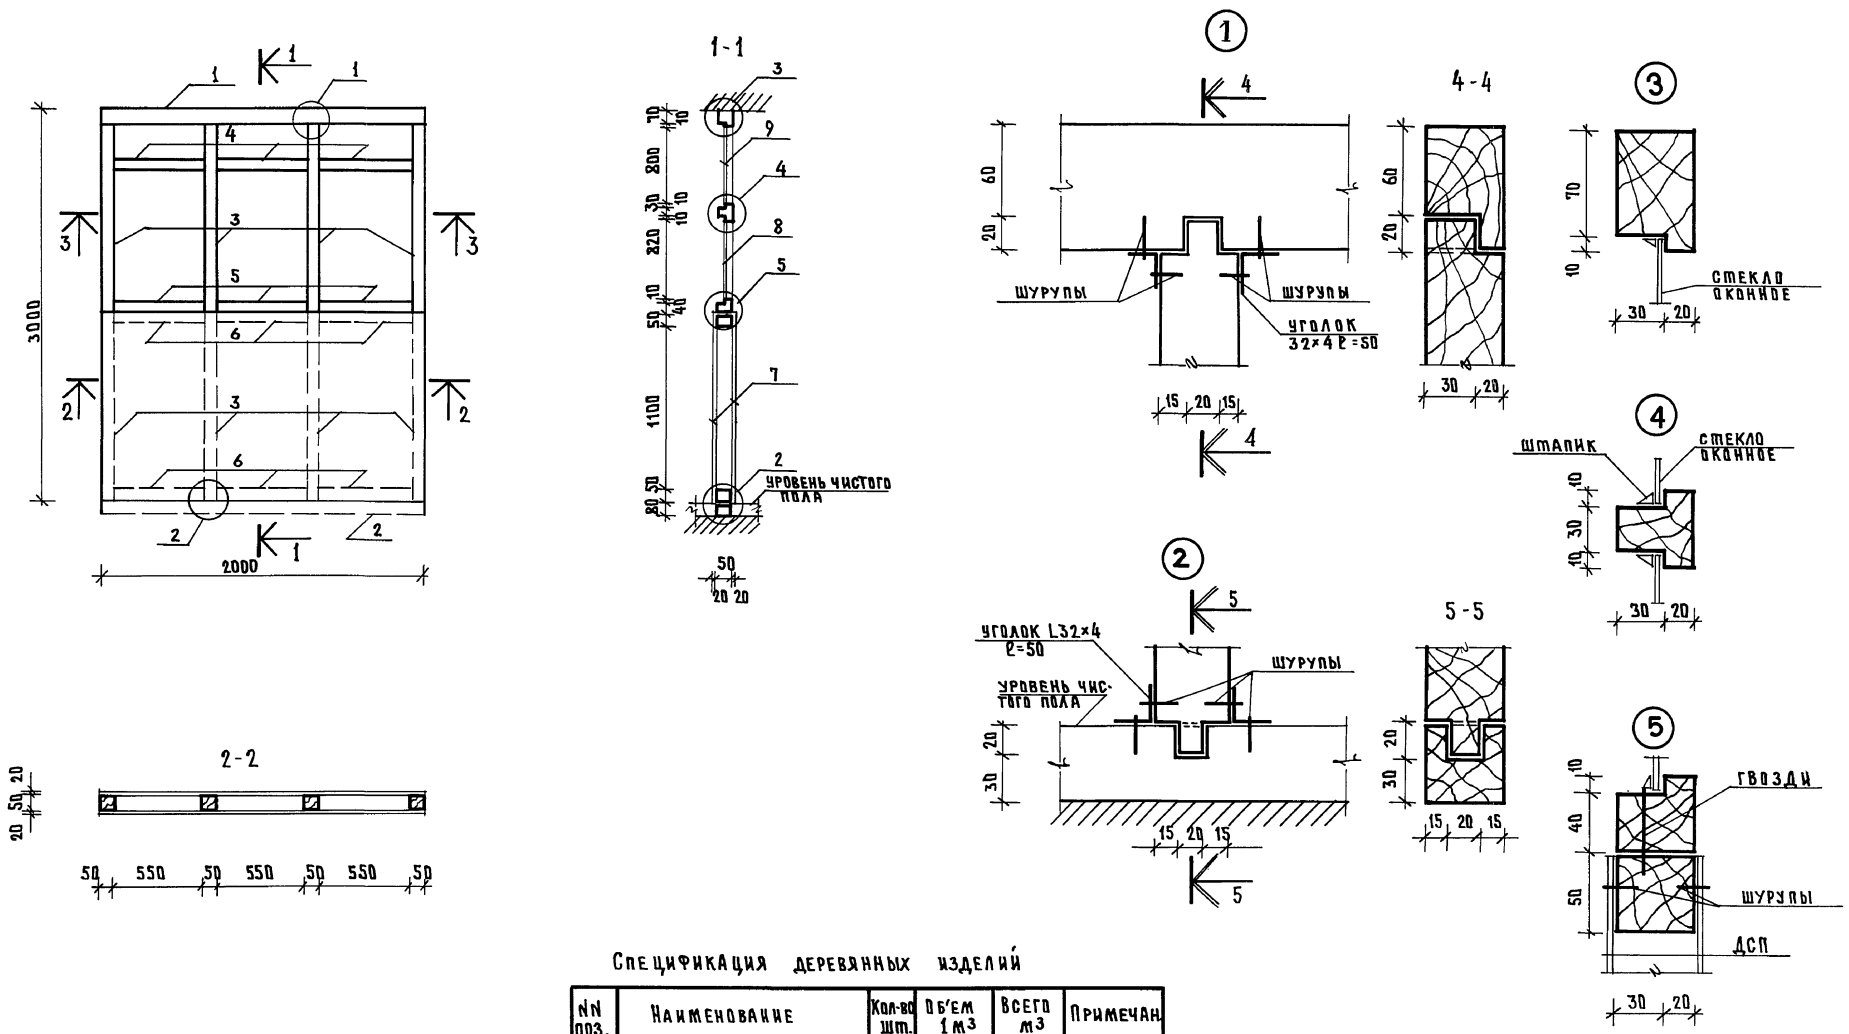 1
1
1
4
3
3
3
5
6
2
2
3
6
2
2
1
3000
2000
1-1
3
9
4
8
5
7
2
УРОВЕНЬ ЧИСТОГО
ПОЛА
70
10
800
10
30
10
820
10
40
50
1100
50
80
50
20 20
2-2
20
50
20
50 550 50 550 50 550 50
1
4
60
20
ШУРУПЫ
ШУРУПЫ
УГОЛОК
32×4 ℓ=50
15 20 15
4
4-4
60
20
30 20
3
70
10
СТЕКЛО
ОКОННОЕ
30 20
4
ШТАПИК
СТЕКЛО
ОКОННОЕ
10
30
10
30 20
2
5
УГОЛОК L32×4
ℓ=50
ШУРУПЫ
УРОВЕНЬ ЧИС-
ТОГО ПОЛА
20
30
15 20 15
5
5-5
20
30
15 20 15
5
10
40
50
ГВОЗДИ
ШУРУПЫ
ДСП
30 20
СПЕЦИФИКАЦИЯ ДЕРЕВЯННЫХ ИЗДЕЛИЙ
NN
ПОЗ.
НАИМЕНОВАНИЕ
КОЛ-ВО
ШТ.
ОБ'ЕМ
1 М3
ВСЕГО
М3
ПРИМЕЧАН